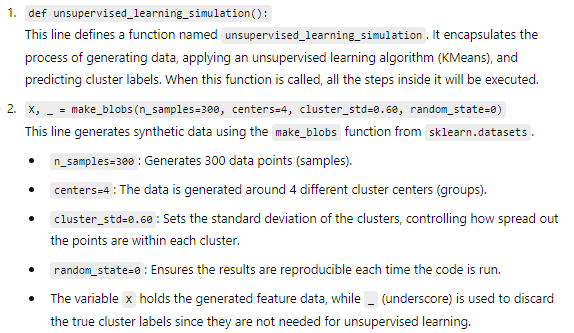 1. def unsupervised_learning_simulation():
This line defines a function named unsupervised_learning_simulation. It encapsulates the
process of generating data, applying an unsupervised learning algorithm (KMeans), and
predicting cluster labels. When this function is called, all the steps inside it will be executed.
2. X, _ = make_blobs(n_samples=300, centers=4, cluster_std=0.60, random_state=0)
This line generates synthetic data using the make_blobs function from sklearn.datasets.
• n_samples=300: Generates 300 data points (samples).
• centers=4: The data is generated around 4 different cluster centers (groups).
• cluster_std=0.60: Sets the standard deviation of the clusters, controlling how spread out
the points are within each cluster.
• random_state=0: Ensures the results are reproducible each time the code is run.
• The variable X holds the generated feature data, while _ (underscore) is used to discard
the true cluster labels since they are not needed for unsupervised learning.